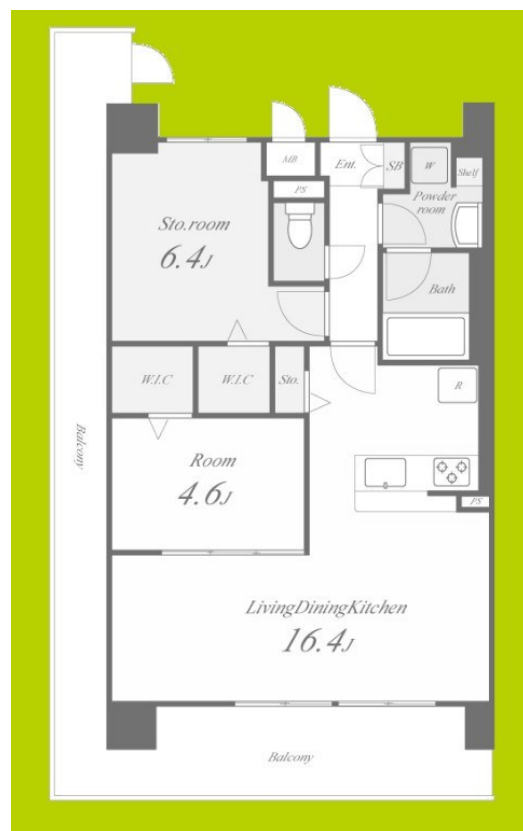 MB
Ent.
SB
W
Shelf
PS
Powder
room
Sto.room
6.4J
Bath
W.I.C
W.I.C
Sto.
R
Balcony
Room
4.6J
PS
LivingDiningKitchen
16.4J
Balcony